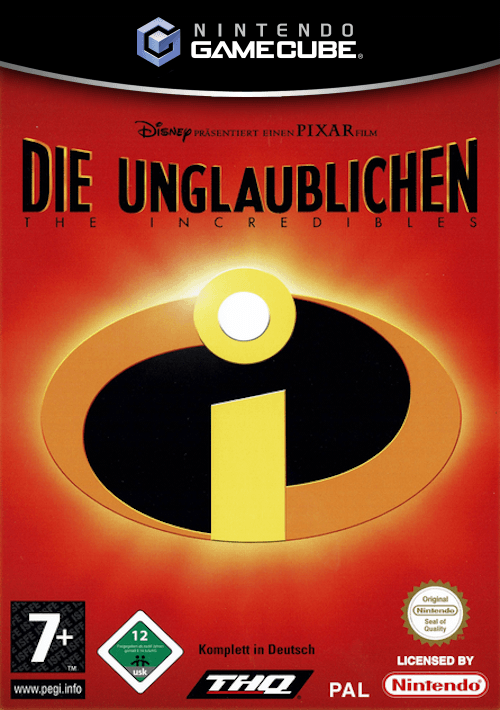 NINTENDO
GAMECUBE
Disney PRÄSENTIERT EINEN PIXAR FILM
DIE UNGLAUBLICHEN
THE INCREDIBLES
i
Original
Nintendo
Seal of
Quality
7+
TM
www.pegi.info
12
usk
Komplett in Deutsch
THQ
PAL
LICENSED BY
Nintendo